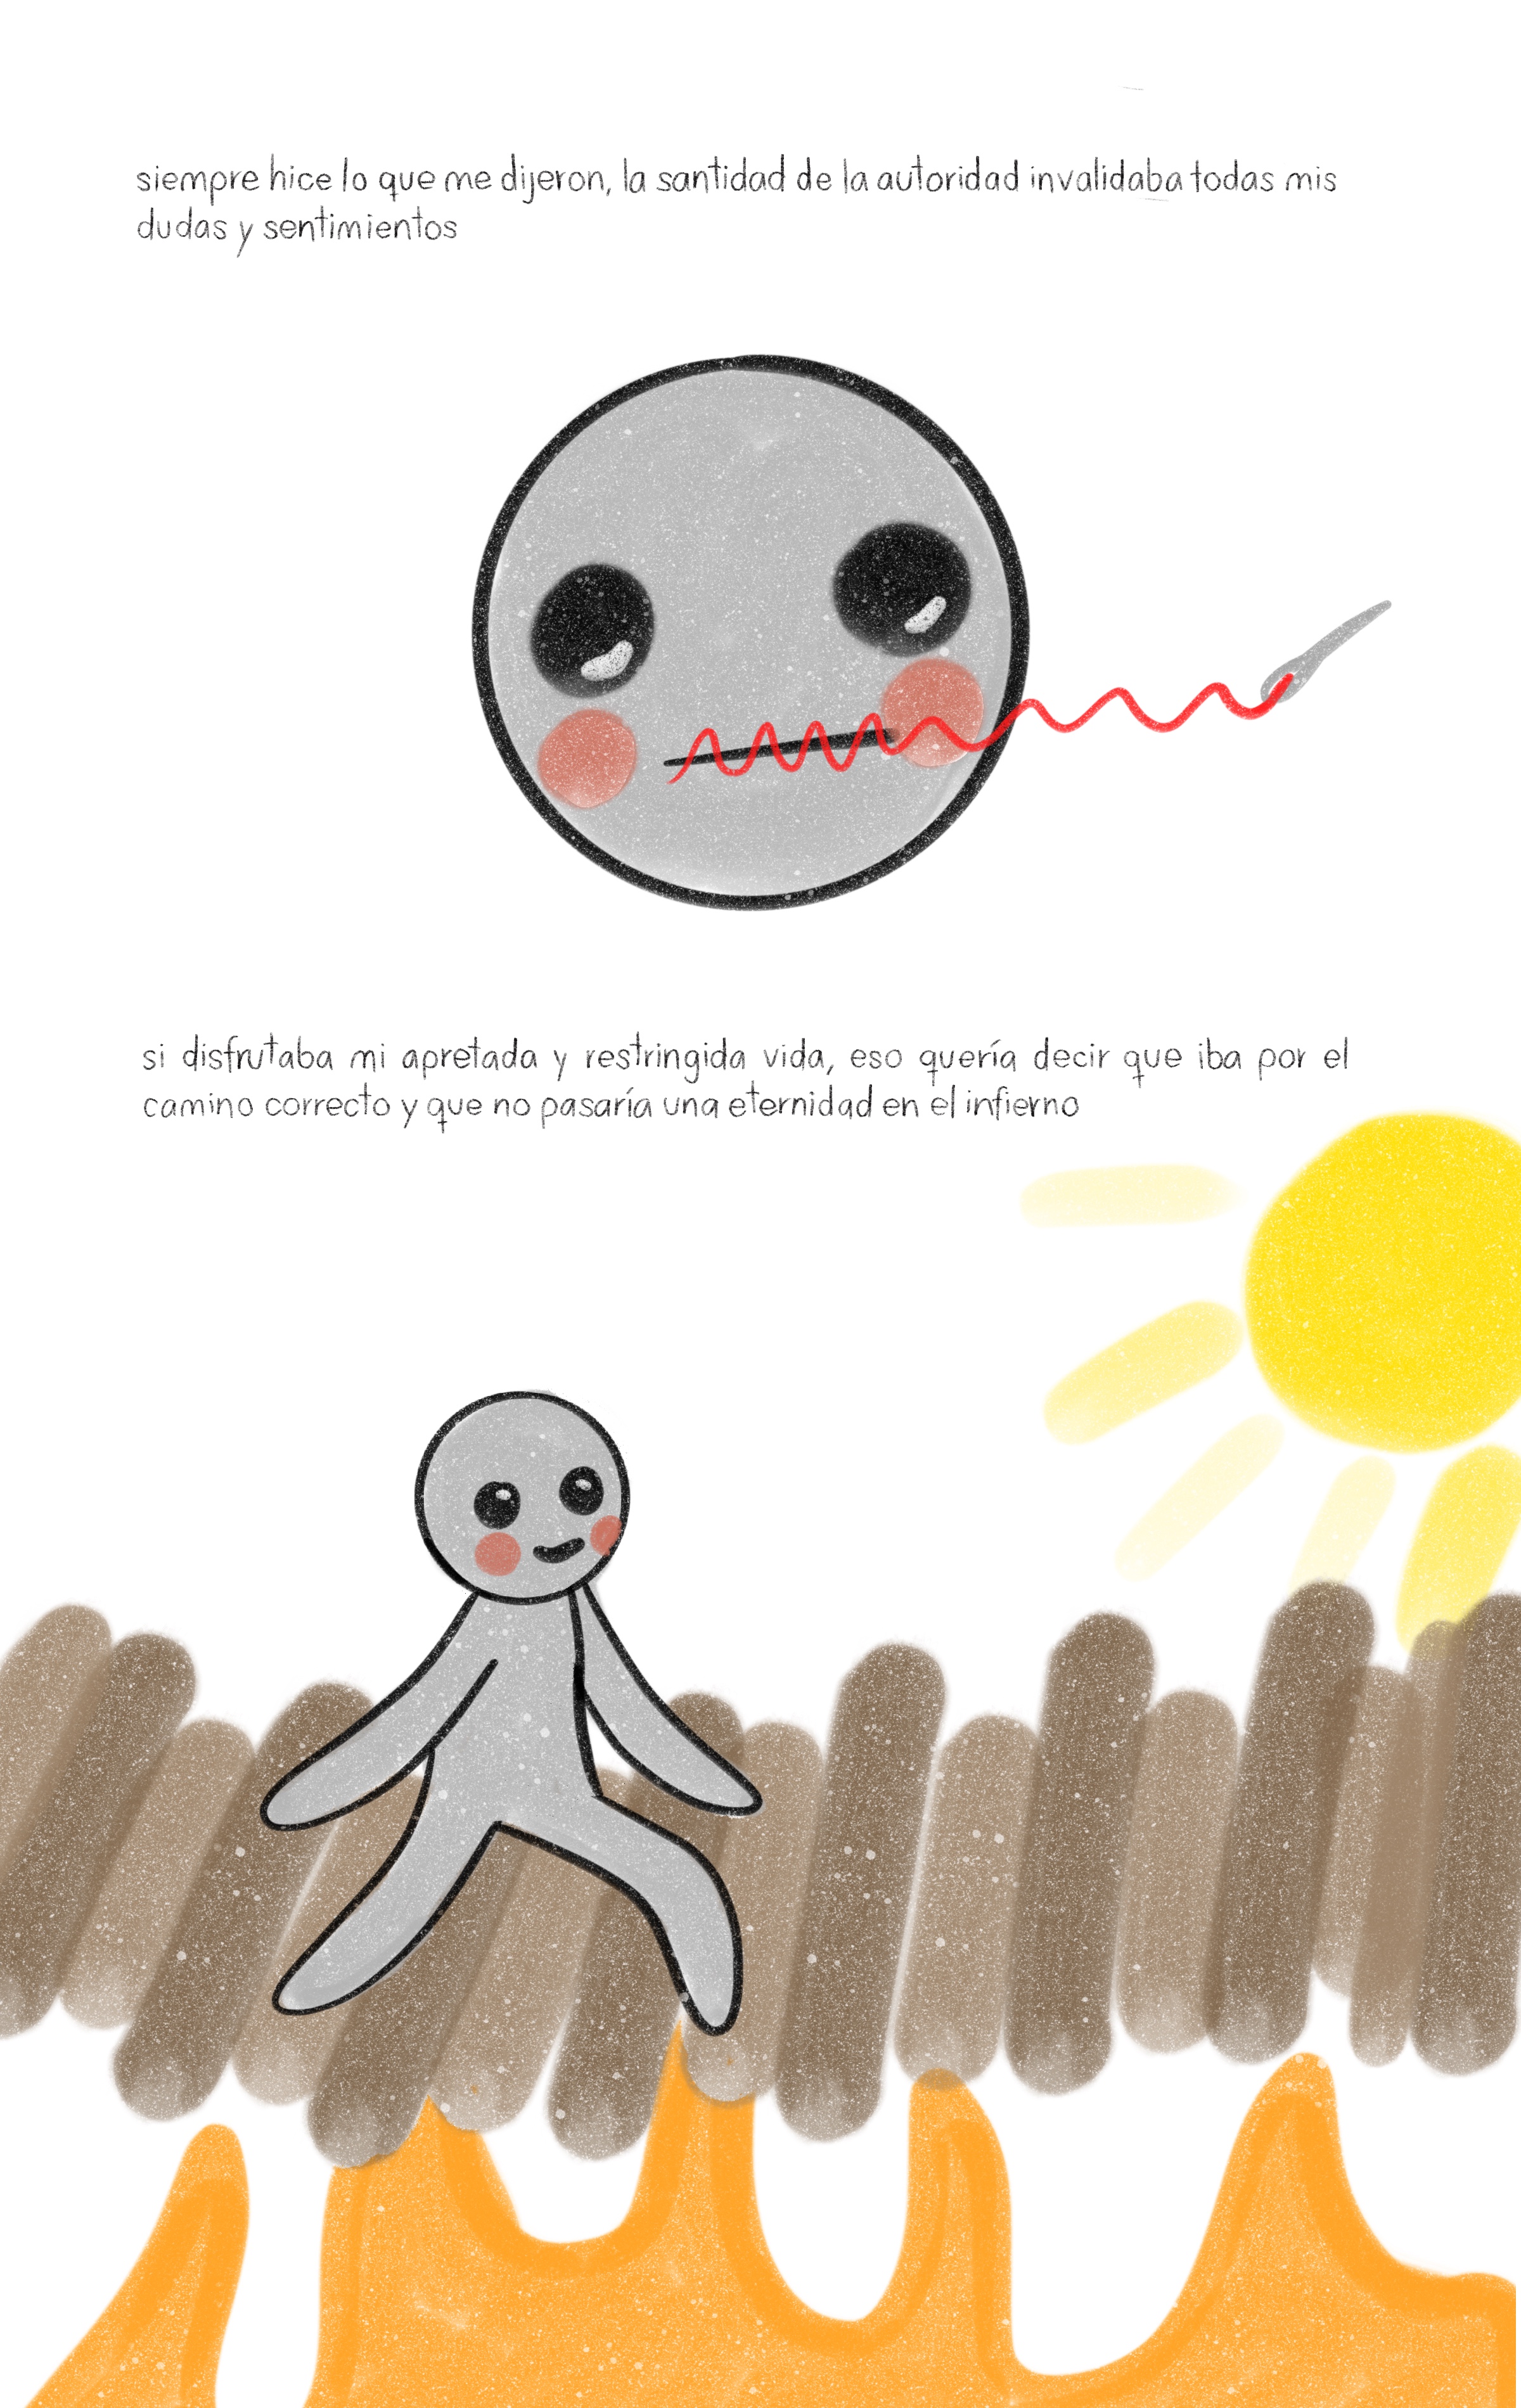 siempre hice lo que me dijeron, la santidad de la autoridad invalidaba todas mis
dudas y sentimientos
si disfrutaba mi apretada y restringida vida, eso quería decir que iba por el
camino correcto y que no pasaría una eternidad en el infierno